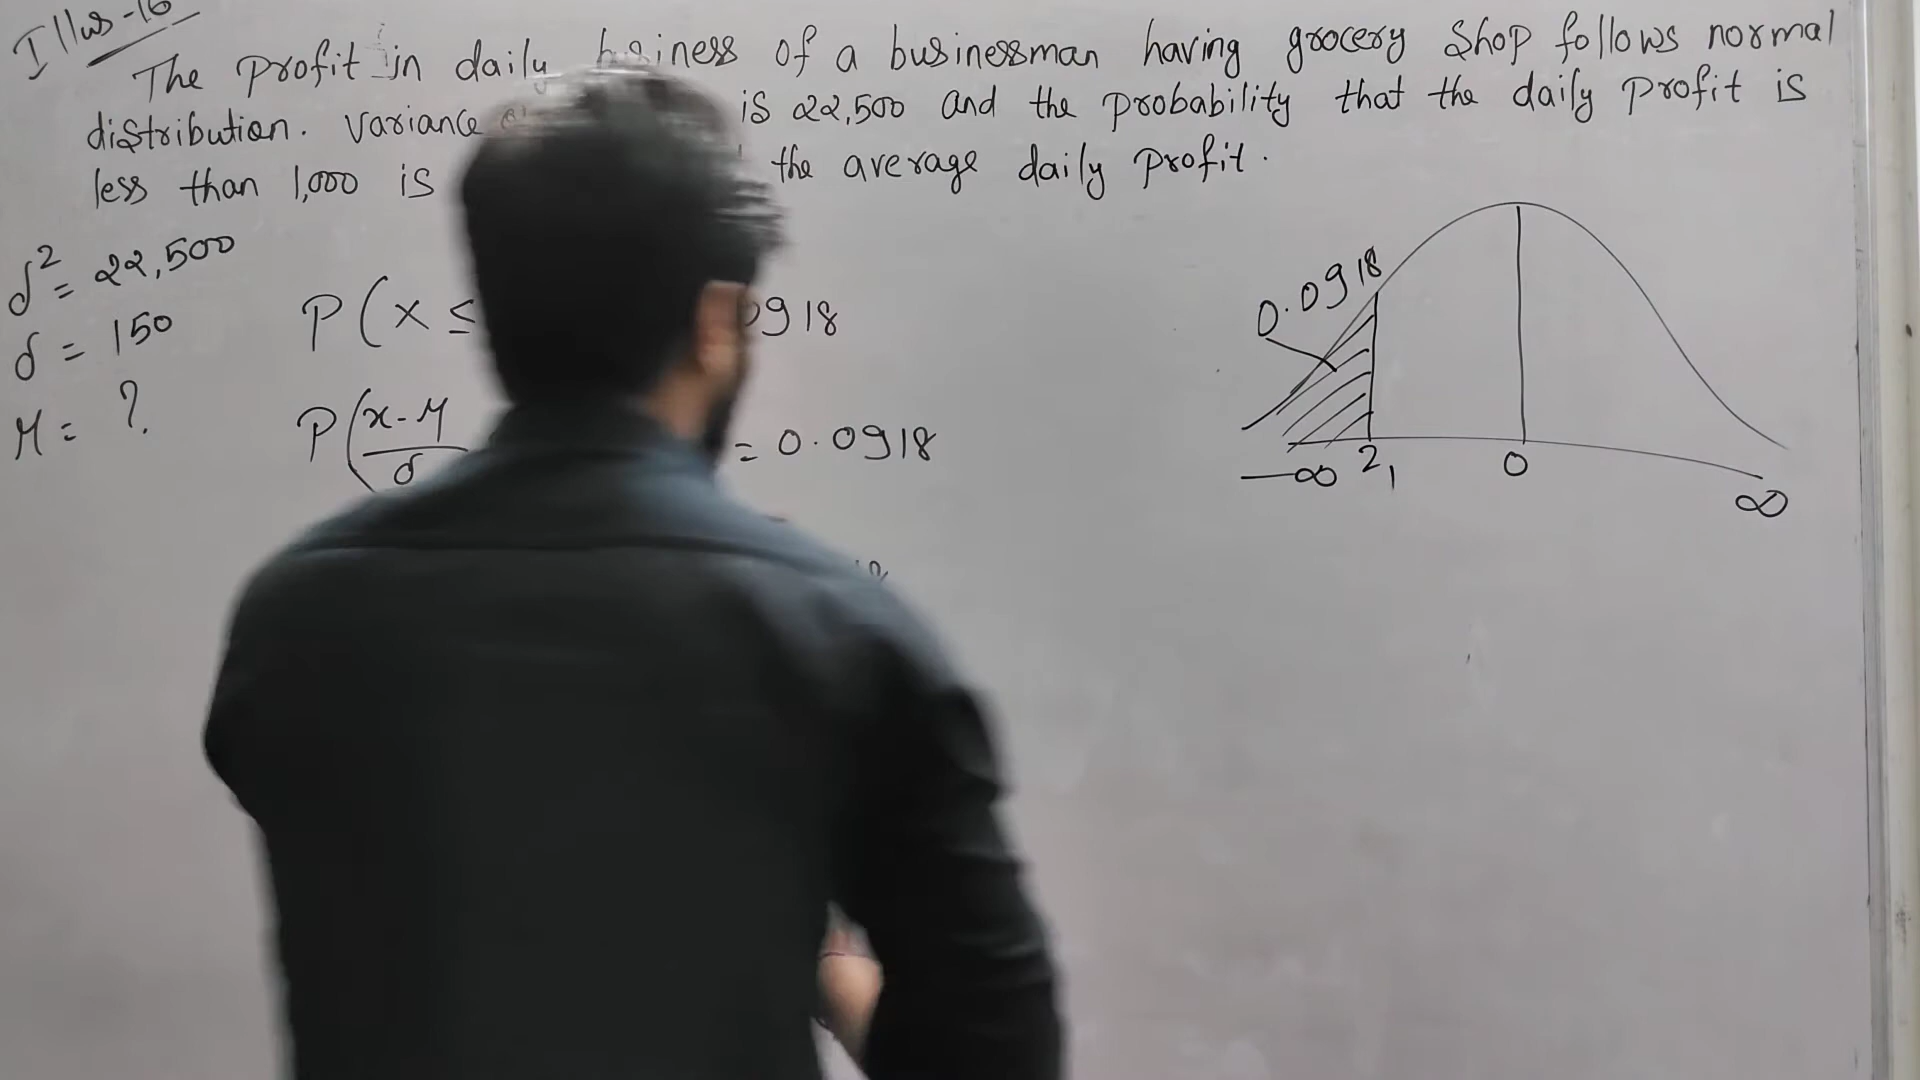 Illus-16
The profit in daily business of a businessman having grocery shop follows normal
distribution. Variance is 22,500 and the probability that the daily profit is
less than 1,000 is the average daily profit.
σ² = 22,500
σ = 150
M = ?
P(x ≤ 0918
P(x-M/σ = 0.0918
0.0918
-∞ Z₁ 0 ∞